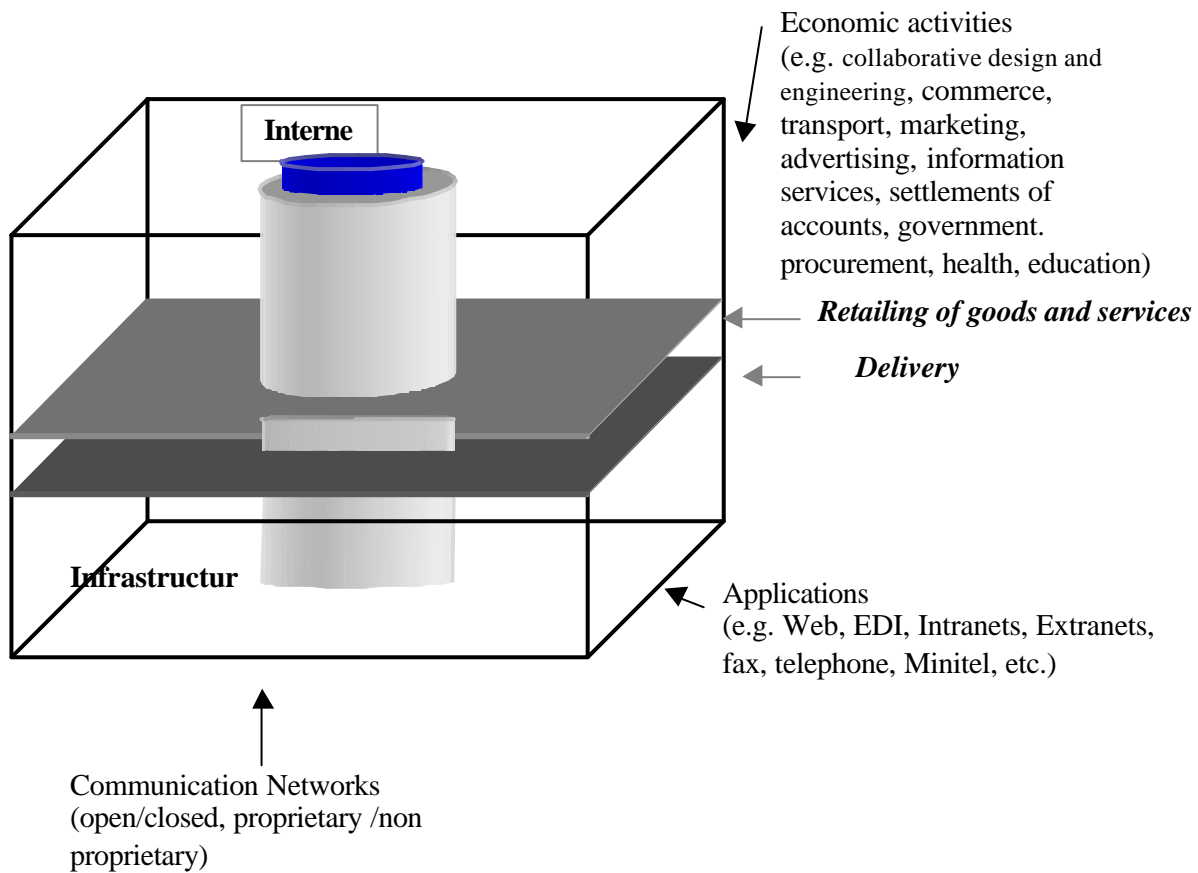 Economic activities
(e.g. collaborative design and
engineering, commerce,
transport, marketing,
advertising, information
services, settlements of
accounts, government.
procurement, health, education)
Interne
Retailing of goods and services
Delivery
Infrastructur
Applications
(e.g. Web, EDI, Intranets, Extranets,
fax, telephone, Minitel, etc.)
Communication Networks
(open/closed, proprietary /non
proprietary)